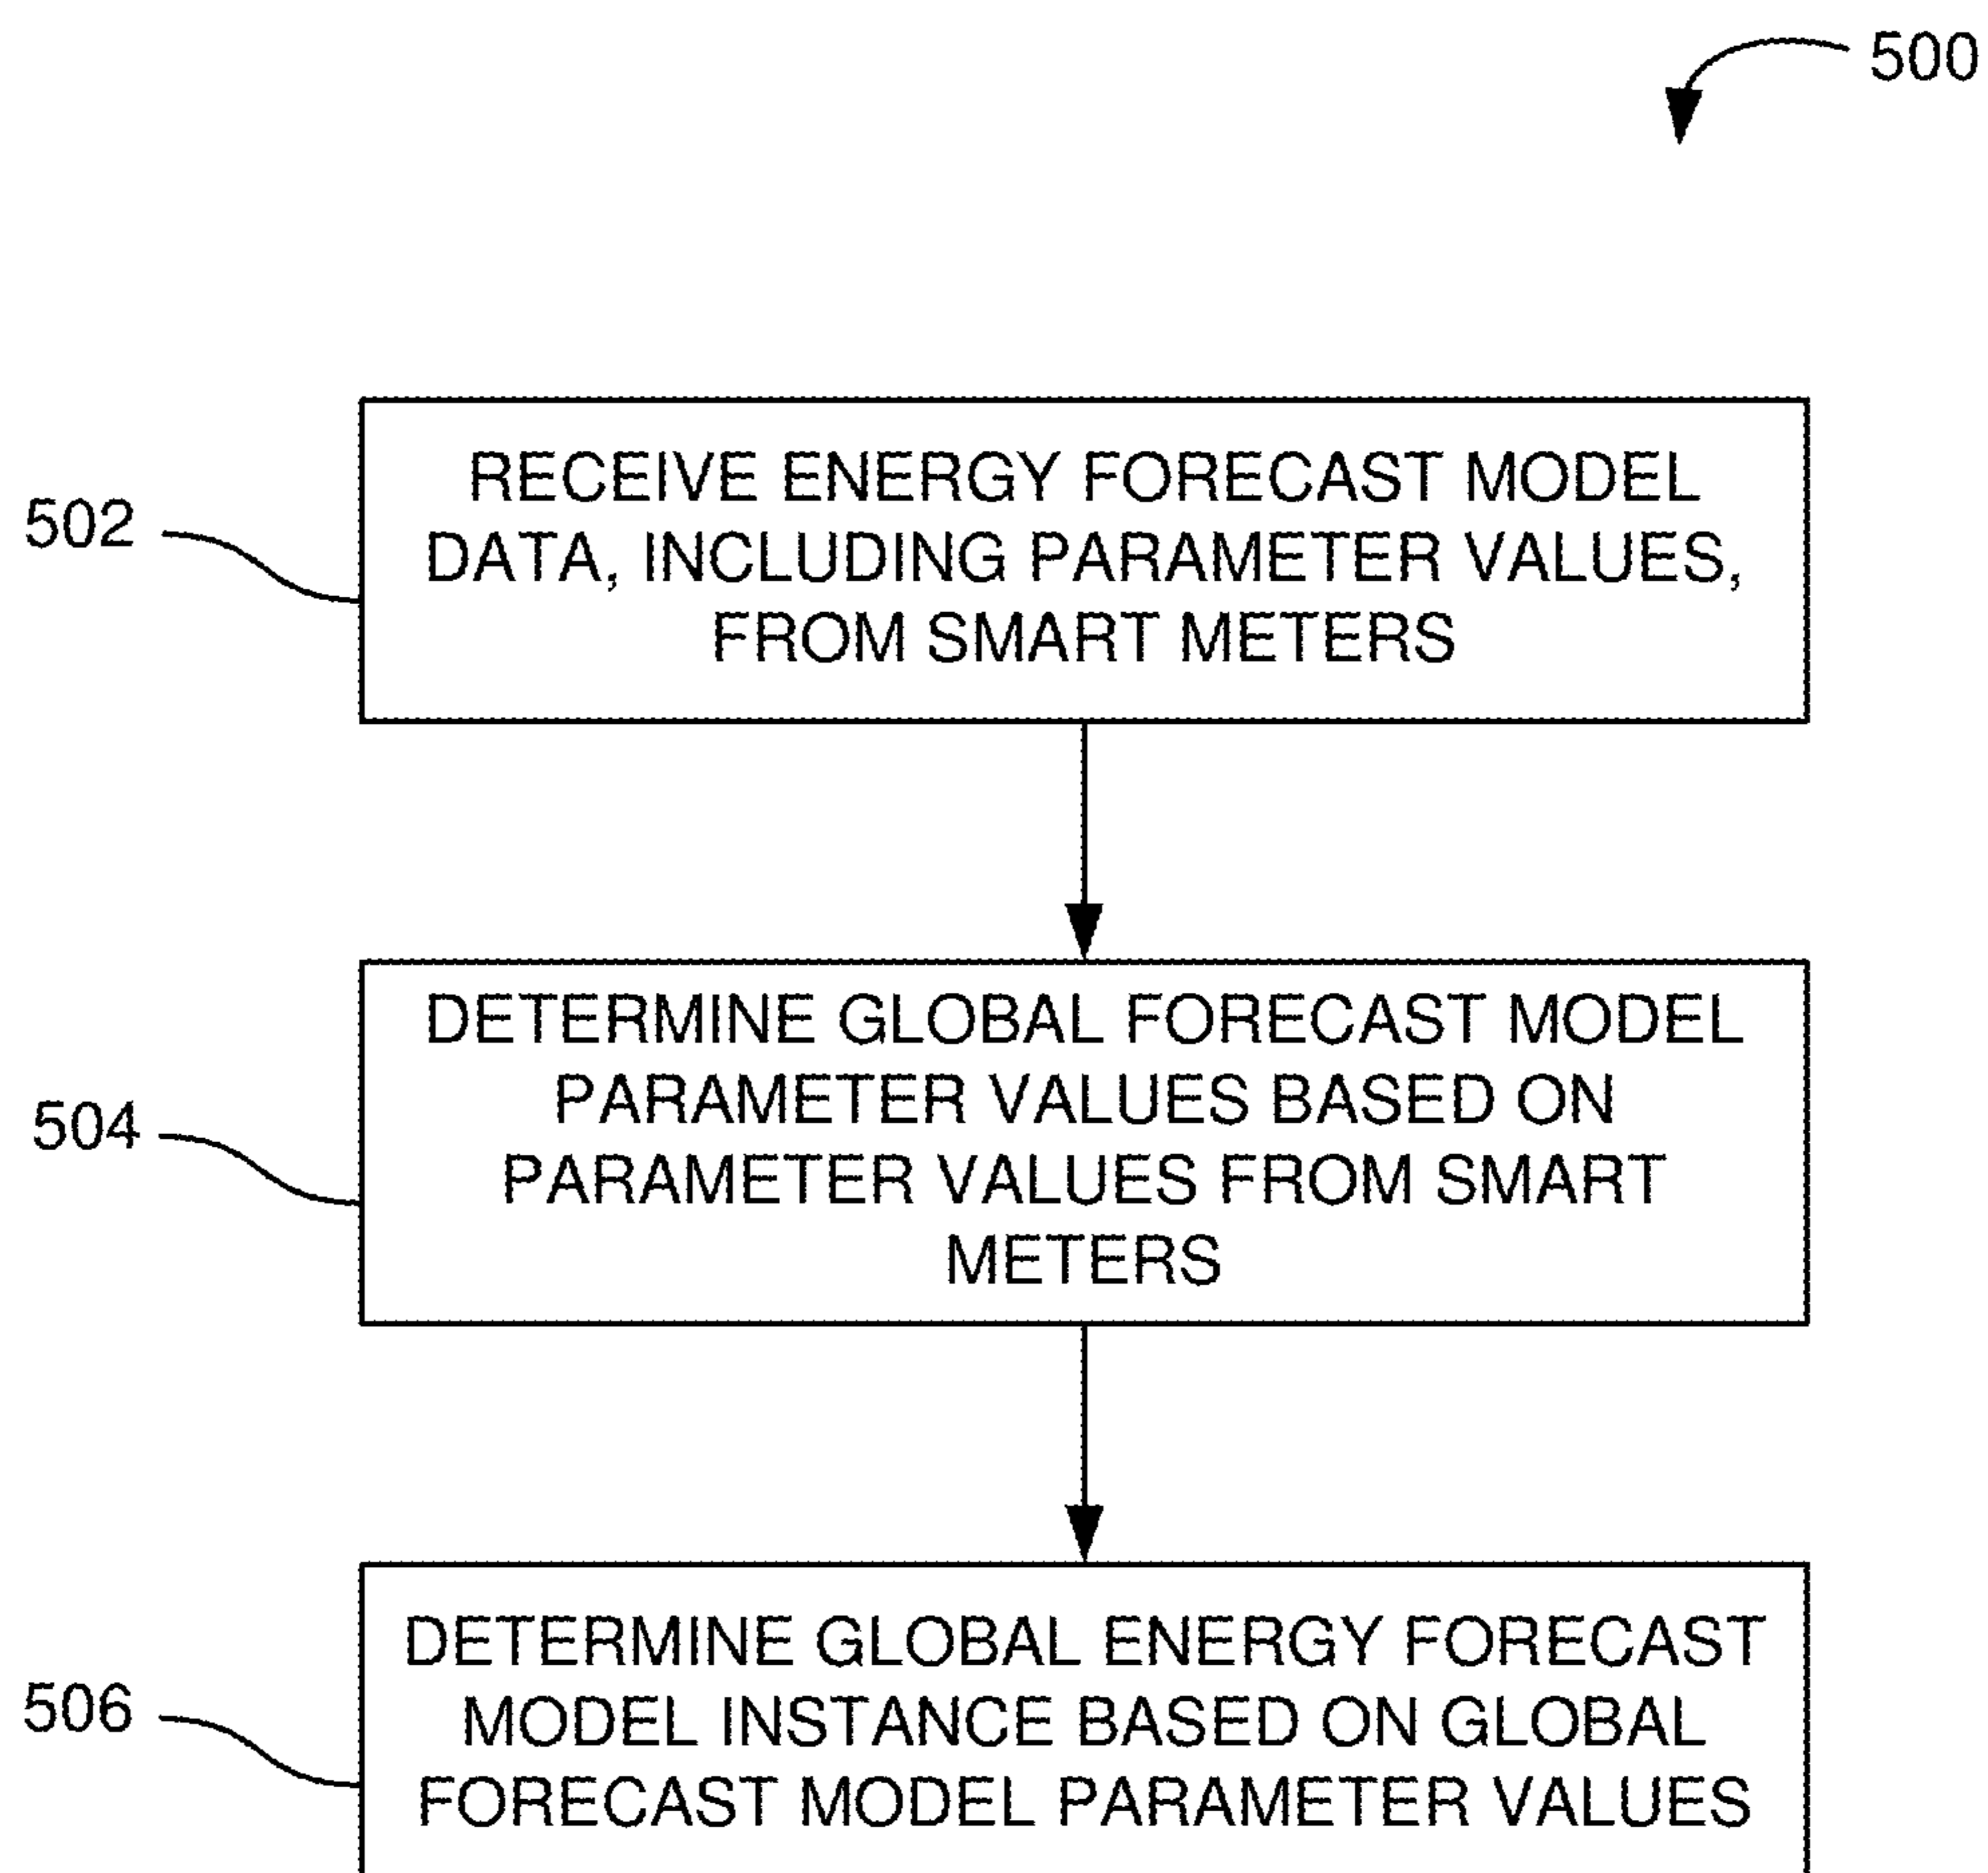 500
502
RECEIVE ENERGY FORECAST MODEL
DATA, INCLUDING PARAMETER VALUES,
FROM SMART METERS
504
DETERMINE GLOBAL FORECAST MODEL
PARAMETER VALUES BASED ON
PARAMETER VALUES FROM SMART
METERS
506
DETERMINE GLOBAL ENERGY FORECAST
MODEL INSTANCE BASED ON GLOBAL
FORECAST MODEL PARAMETER VALUES